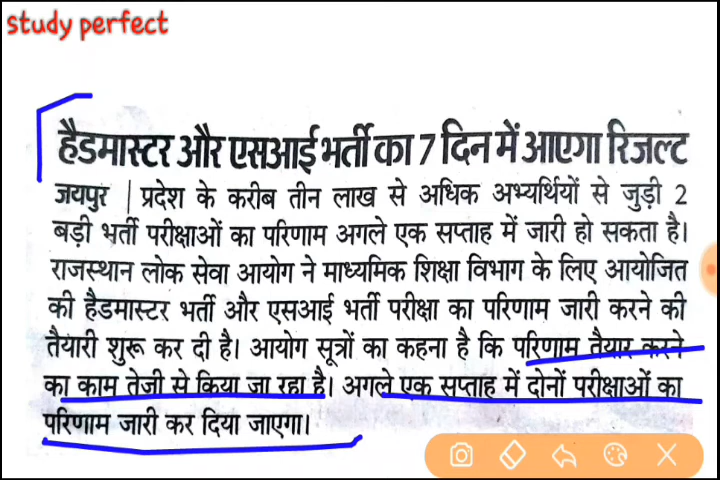 study perfect
हैडमास्टर और एसआई भर्ती का 7 दिन में आएगा रिजल्ट
जयपुर | प्रदेश के करीब तीन लाख से अधिक अभ्यर्थियों से जुड़ी 2
बड़ी भर्ती परीक्षाओं का परिणाम अगले एक सप्ताह में जारी हो सकता है।
राजस्थान लोक सेवा आयोग ने माध्यमिक शिक्षा विभाग के लिए आयोजित
की हैडमास्टर भर्ती और एसआई भर्ती परीक्षा का परिणाम जारी करने की
तैयारी शुरू कर दी है। आयोग सूत्रों का कहना है कि परिणाम तैयार करने
का काम तेजी से किया जा रहा है। अगले एक सप्ताह में दोनों परीक्षाओं का
परिणाम जारी कर दिया जाएगा।